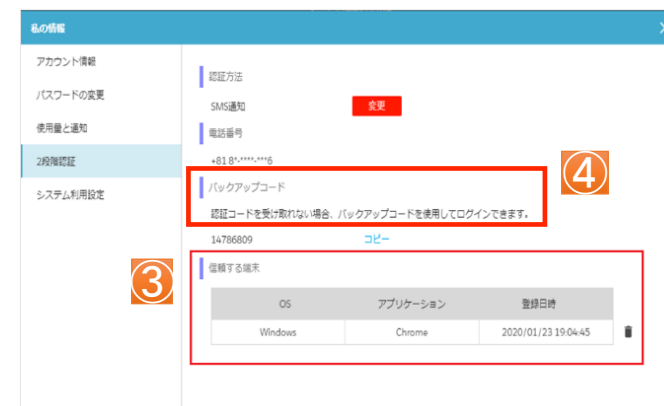 私の情報
アカウント情報
パスワードの変更
使用量と通知
2段階認証
システム利用設定
認証方法
SMS通知 変更
電話番号
+81 8*-****-***6
バックアップコード
認証コードを受け取れない場合、バックアップコードを使用してログインできます。
④
14786809 コピー
③
信頼する端末
OS アプリケーション 登録日時
Windows Chrome 2020/01/23 19:04:45